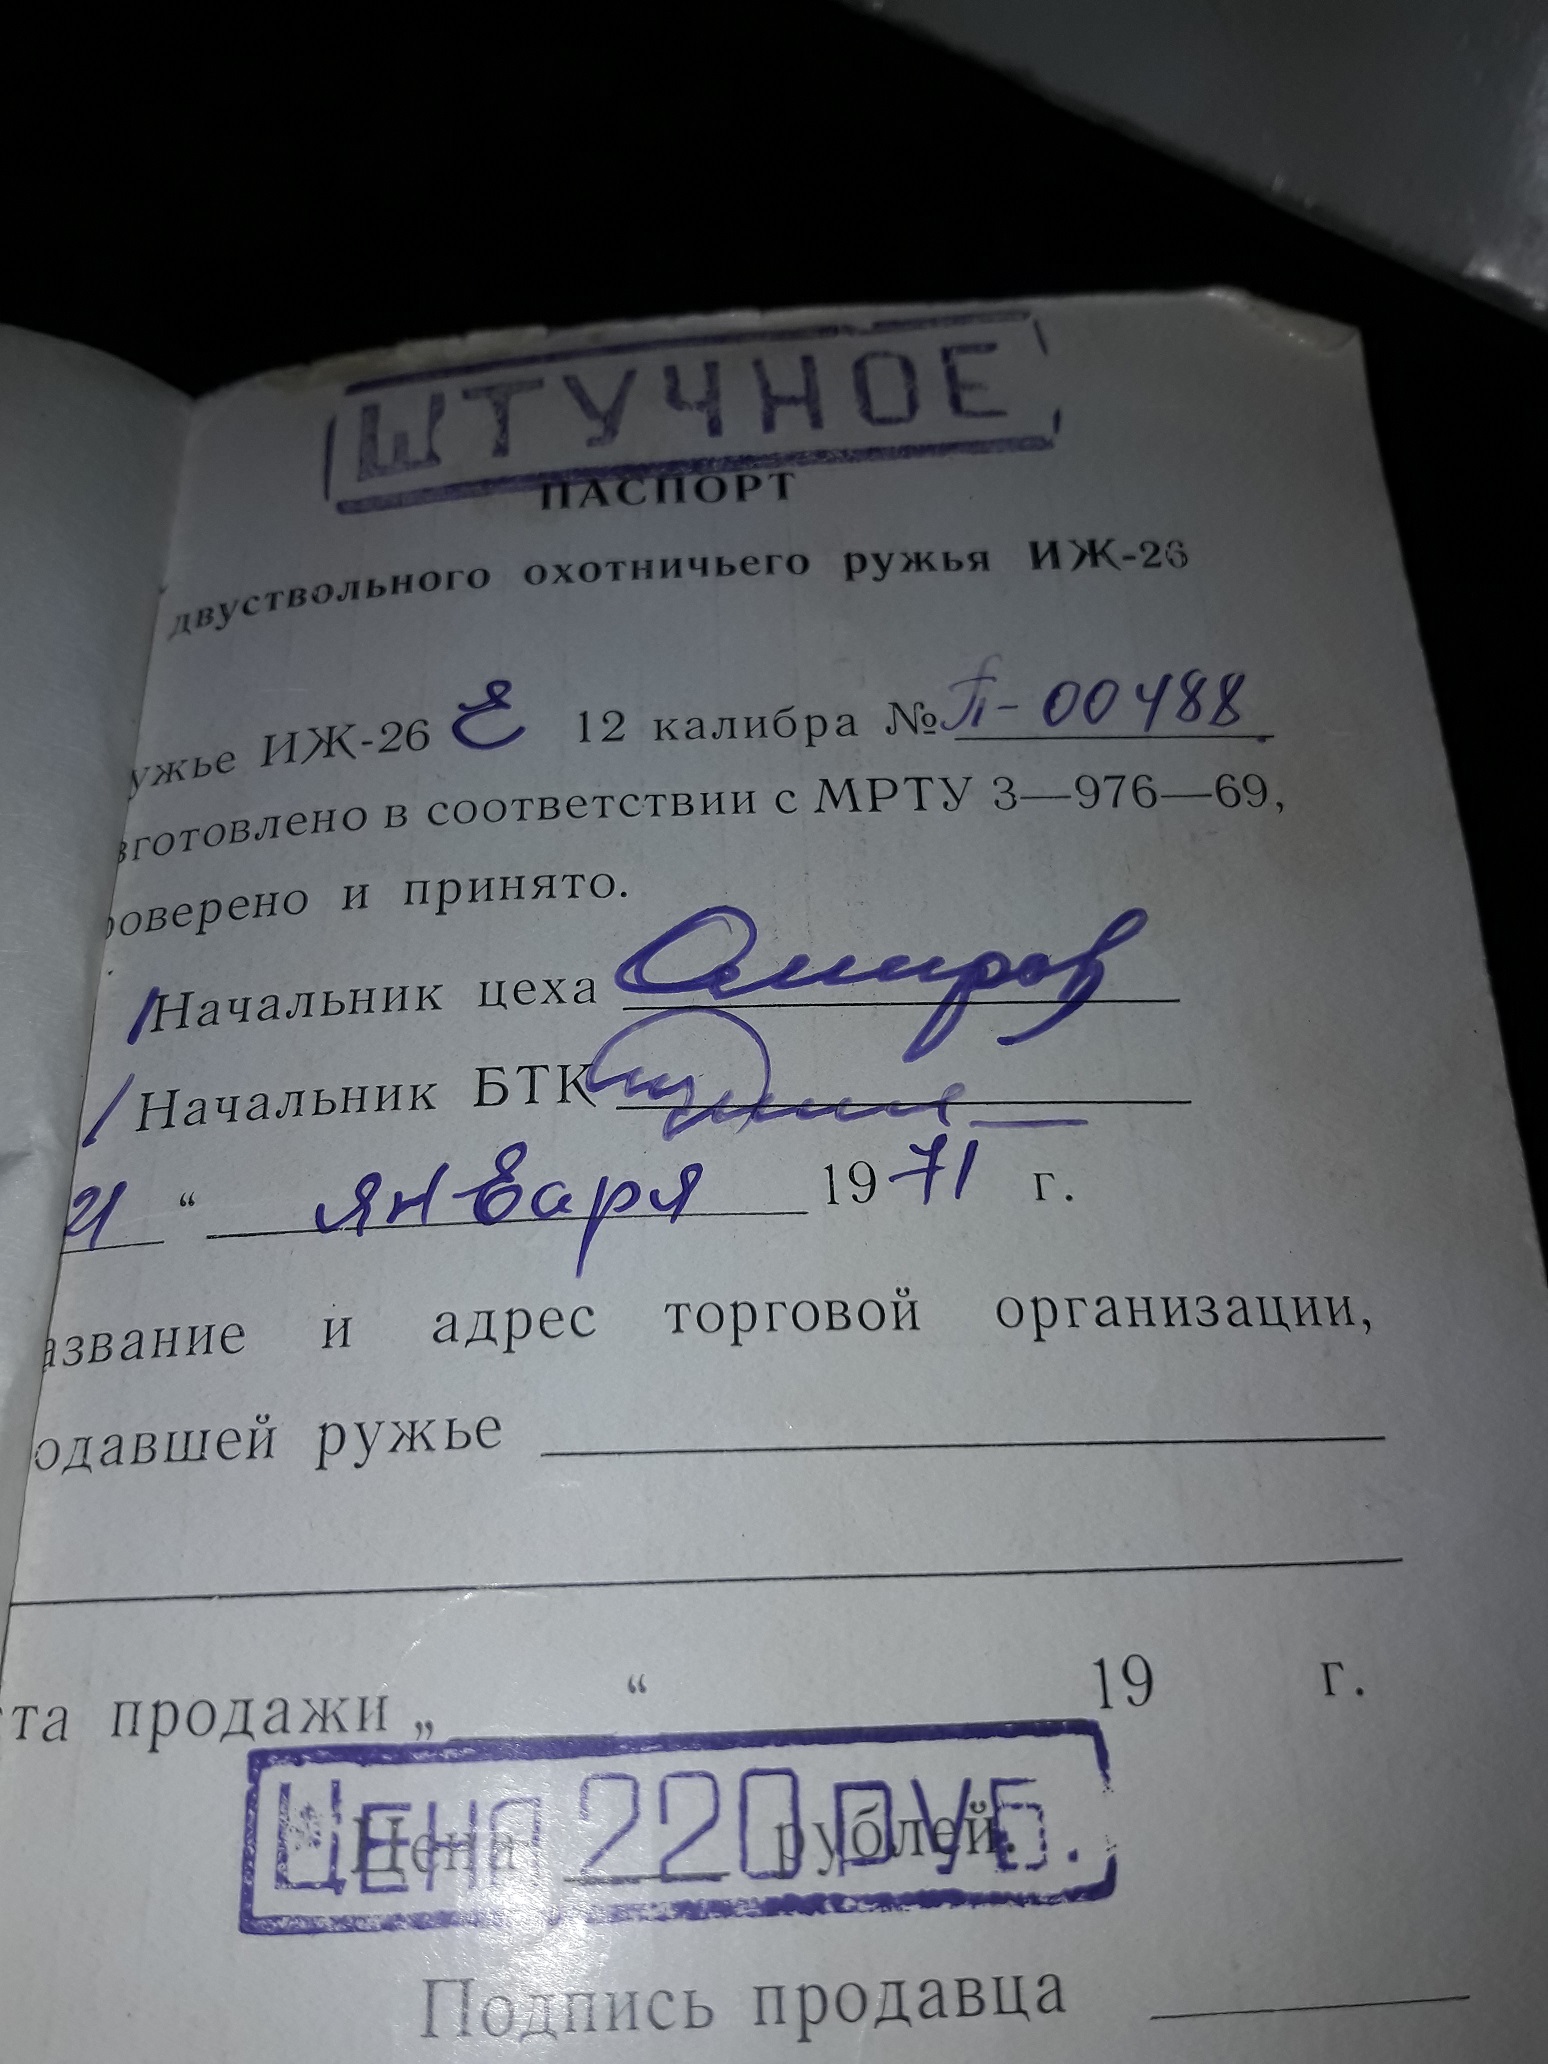 ШТУЧНОЕ
ПАСПОРТ
двуствольного охотничьего ружья ИЖ-26
ужье ИЖ-26 Е 12 калибра № П-00488
зготовлено в соответствии с МРТУ 3—976—69,
роверено и принято.
Начальник цеха
Начальник БТК
21 “ января 1971 г.
азвание и адрес торговой организации,
одавшей ружье
та продажи „ “ 19 г.
Цена рублей.
ЦЕНА 220 РУБ.
Подпись продавца